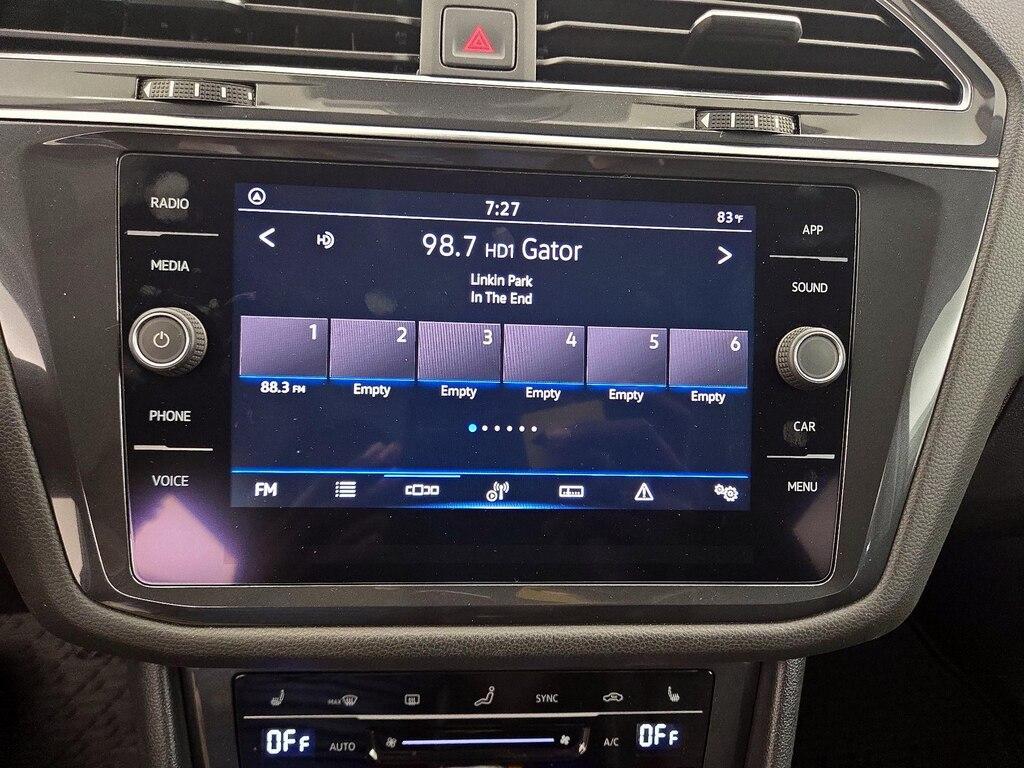 RADIO
MEDIA
PHONE
VOICE
7:27
83°F
HD
98.7 HD1 Gator
Linkin Park
In The End
1
2
3
4
5
6
88.3 FM
Empty
Empty
Empty
Empty
Empty
FM
APP
SOUND
CAR
MENU
MAX
SYNC
OFF
AUTO
A/C
OFF